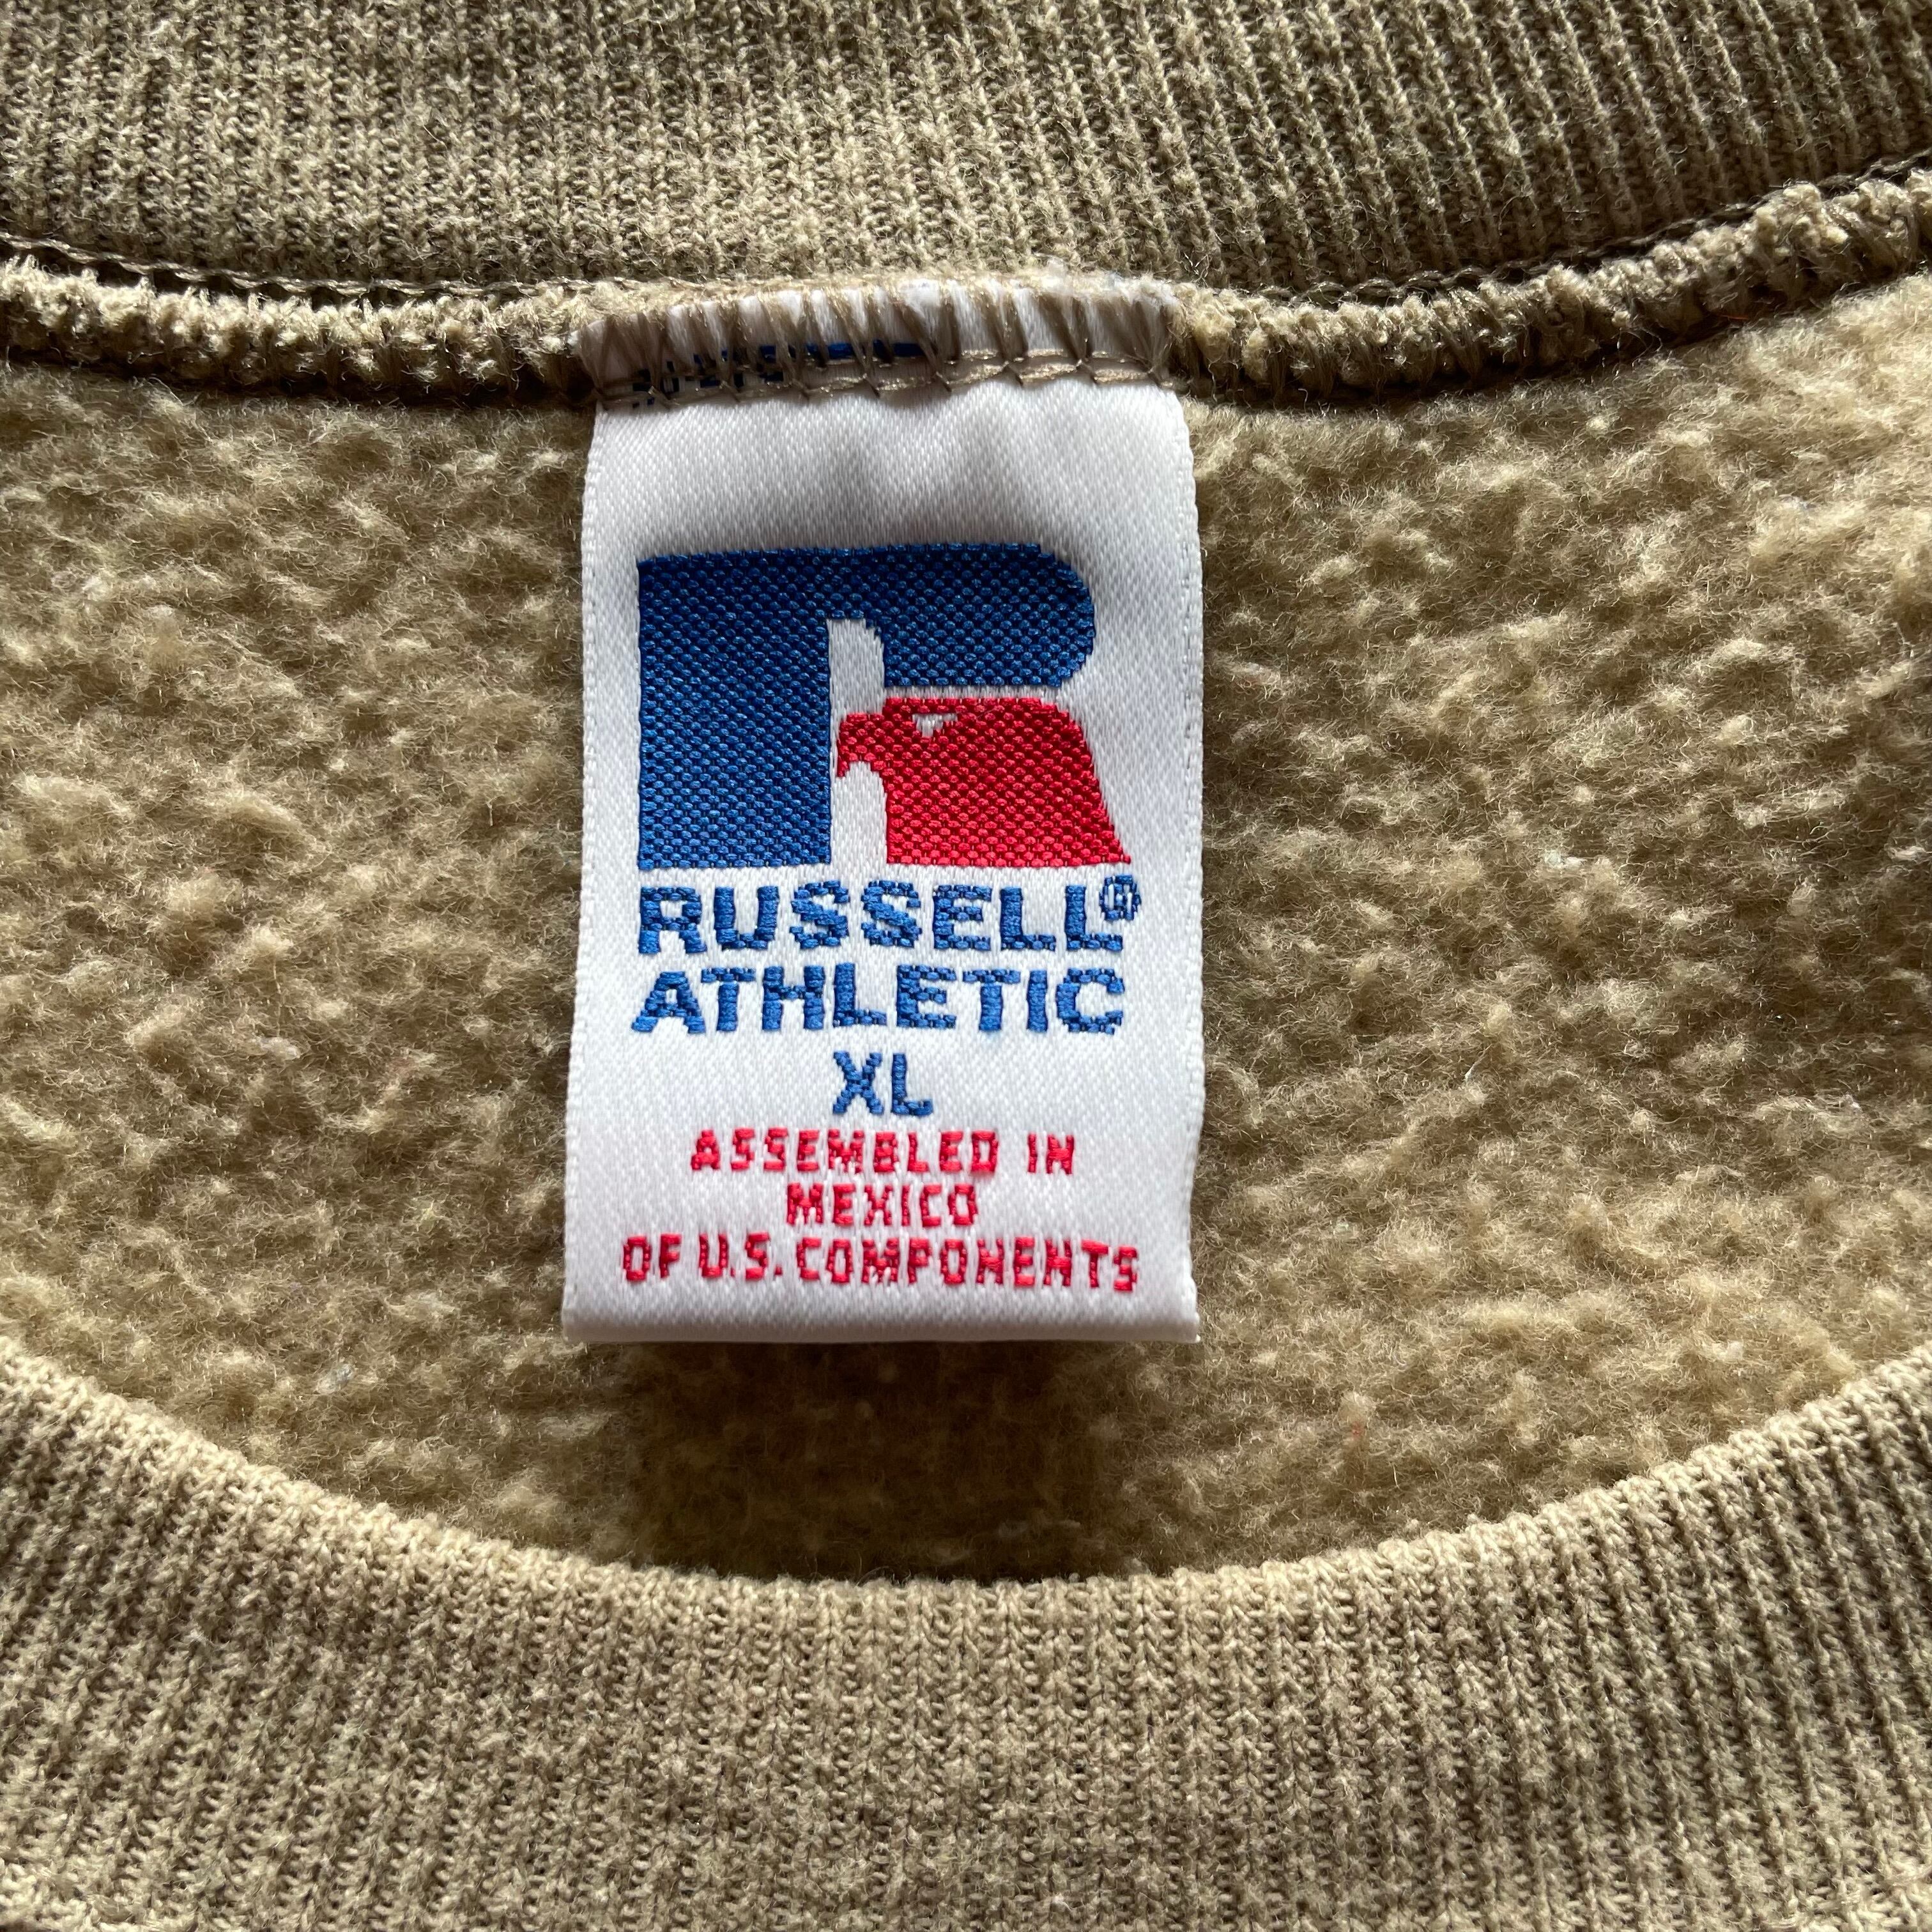 RUSSELL®
ATHLETIC
XL
ASSEMBLED IN
MEXICO
OF U.S. COMPONENTS